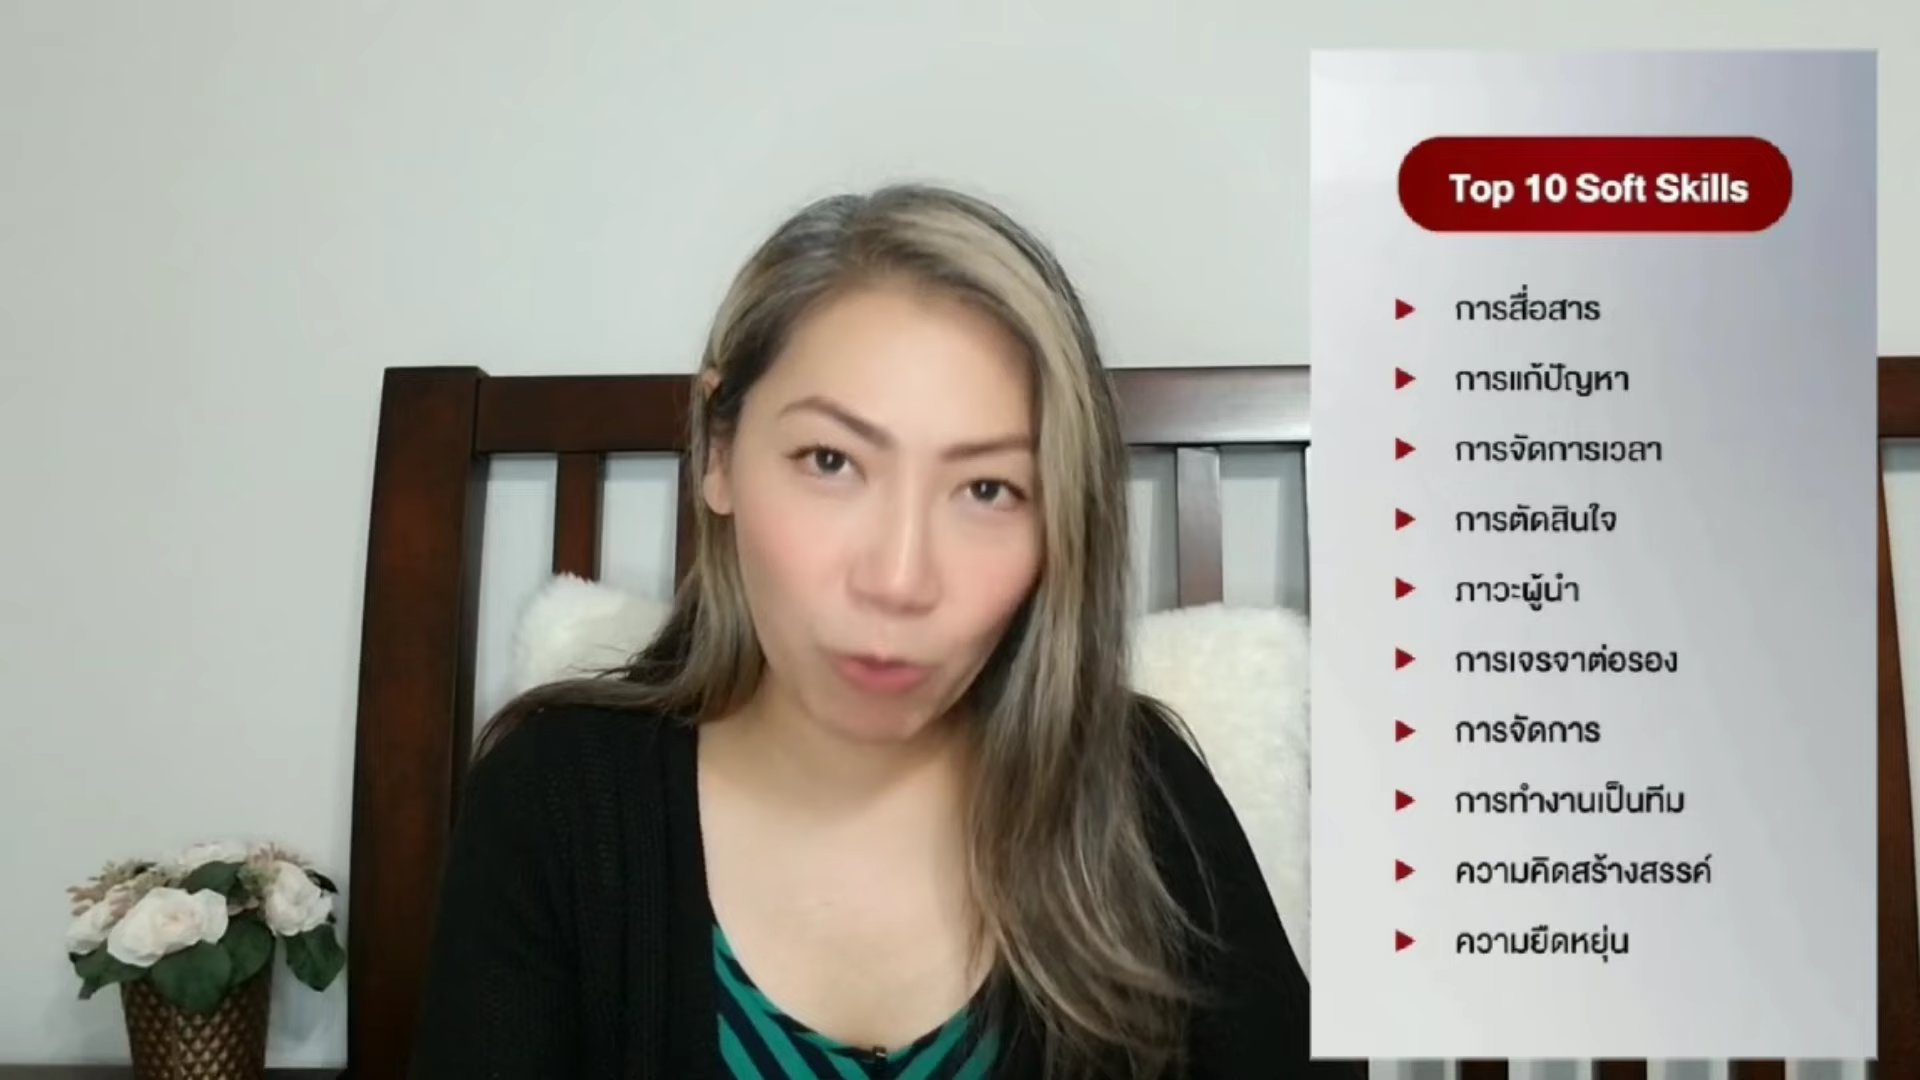 Top 10 Soft Skills
การสื่อสาร
การแก้ปัญหา
การจัดการเวลา
การตัดสินใจ
ภาวะผู้นำ
การเจรจาต่อรอง
การจัดการ
การทำงานเป็นทีม
ความคิดสร้างสรรค์
ความยืดหยุ่น